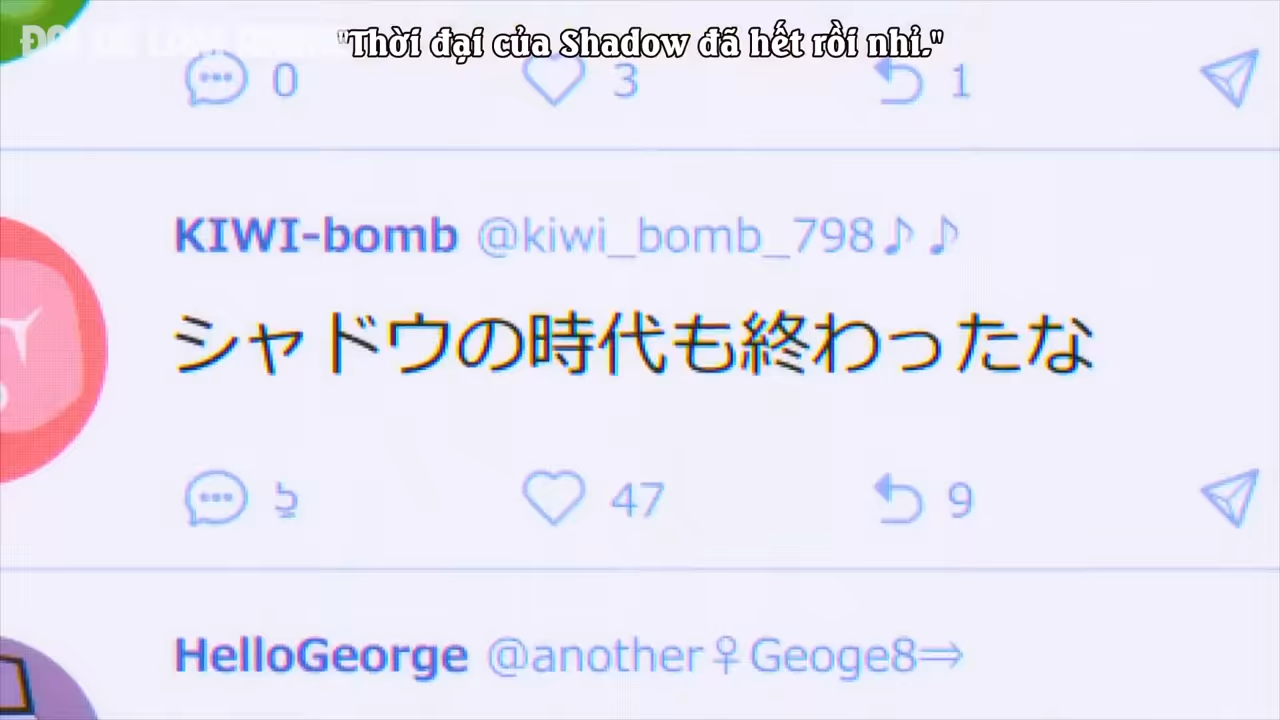 "Thời đại của Shadow đã hết rồi nhỉ."
0 3 1
KIWI-bomb @kiwi_bomb_798♪♪
シャドウの時代も終わったな
47 9
HelloGeorge @another♀Geoge8⇒